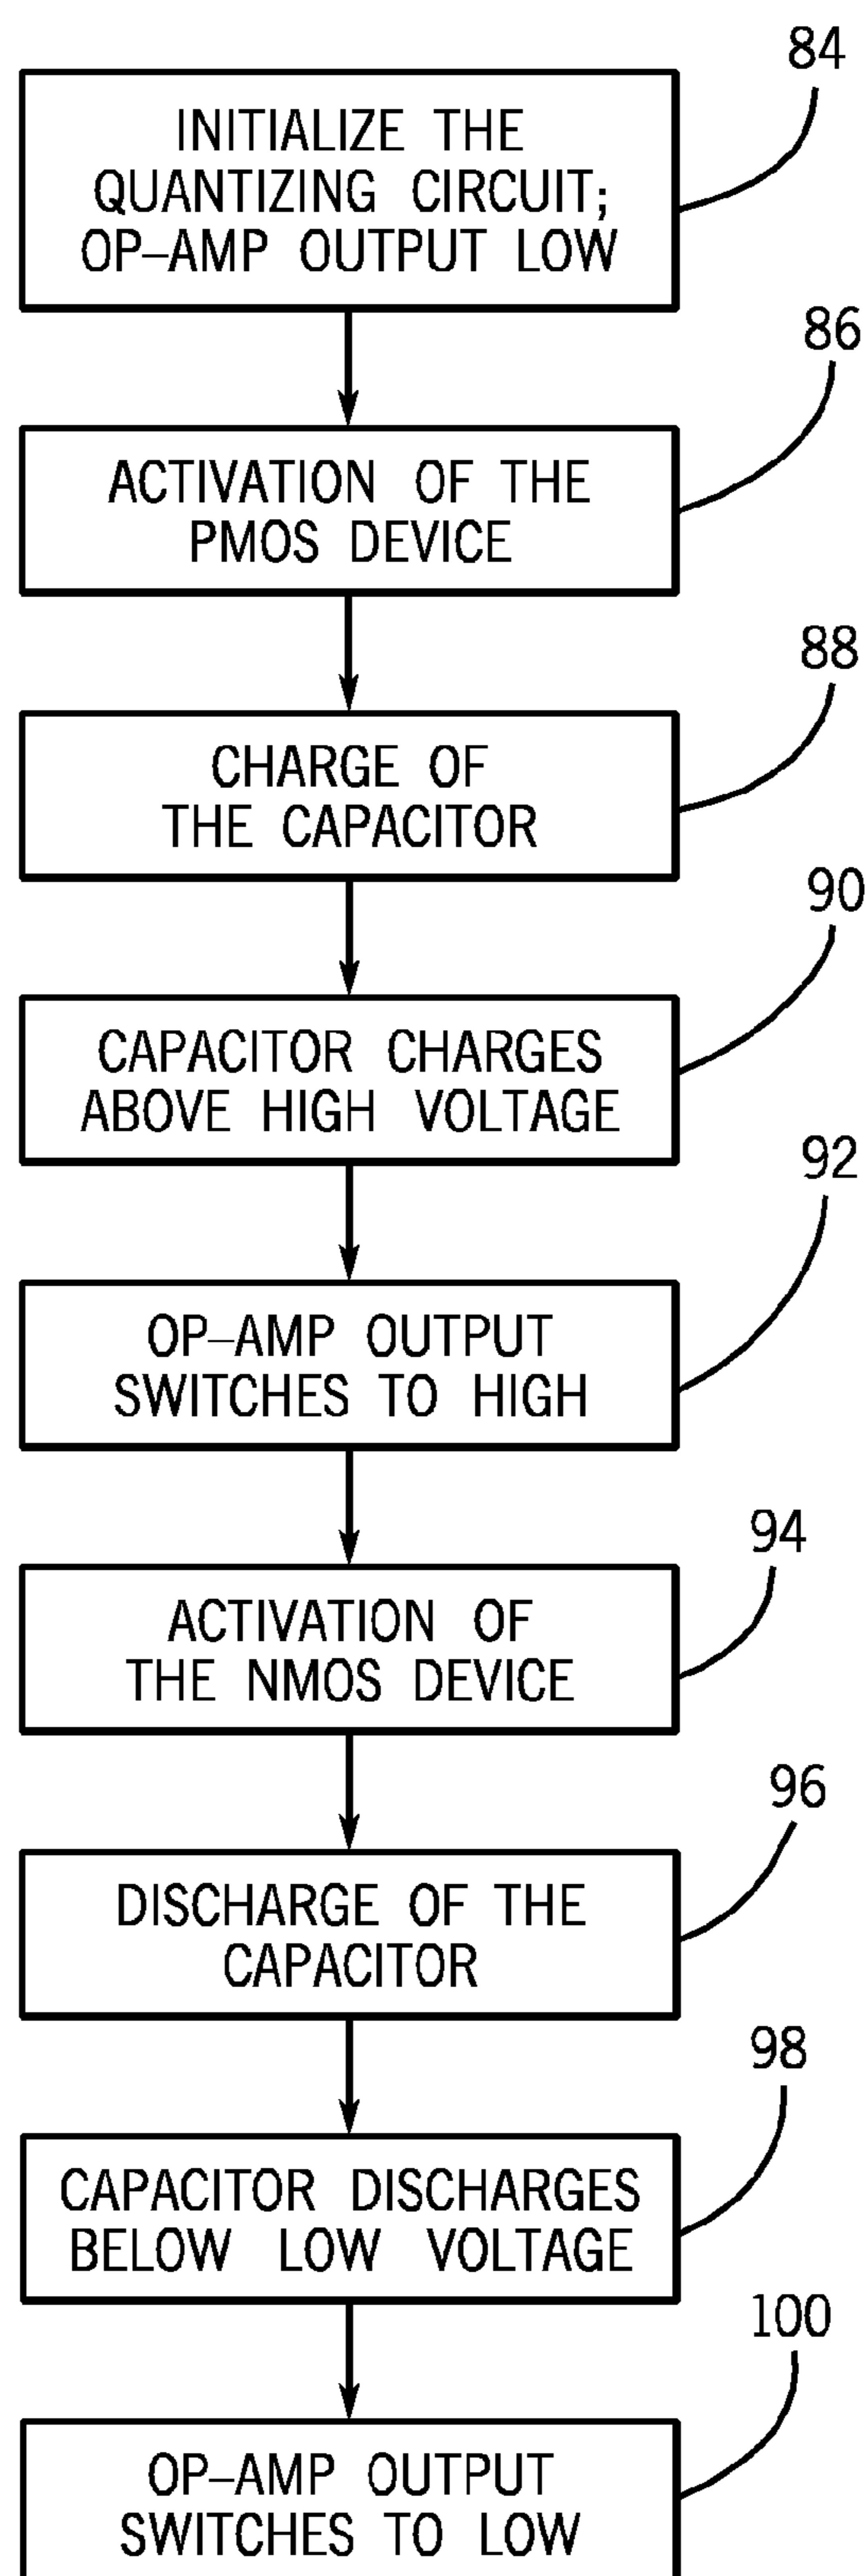 84
INITIALIZE THE
QUANTIZING CIRCUIT;
OP–AMP OUTPUT LOW
86
ACTIVATION OF THE
PMOS DEVICE
88
CHARGE OF
THE CAPACITOR
90
CAPACITOR CHARGES
ABOVE HIGH VOLTAGE
92
OP–AMP OUTPUT
SWITCHES TO HIGH
94
ACTIVATION OF
THE NMOS DEVICE
96
DISCHARGE OF THE
CAPACITOR
98
CAPACITOR DISCHARGES
BELOW LOW VOLTAGE
100
OP–AMP OUTPUT
SWITCHES TO LOW